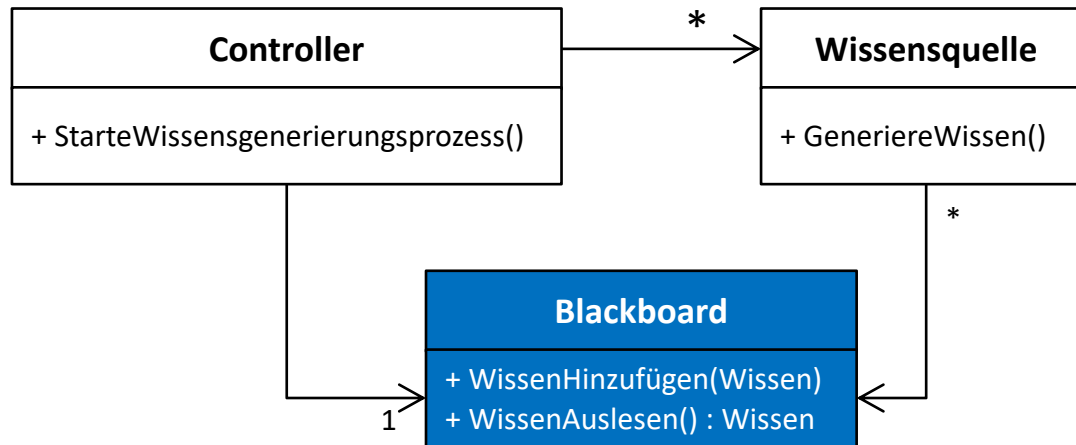 Controller
+ StarteWissensgenerierungsprozess()
*
Wissensquelle
+ GeneriereWissen()
*
Blackboard
+ WissenHinzufügen(Wissen)
+ WissenAuslesen() : Wissen
1